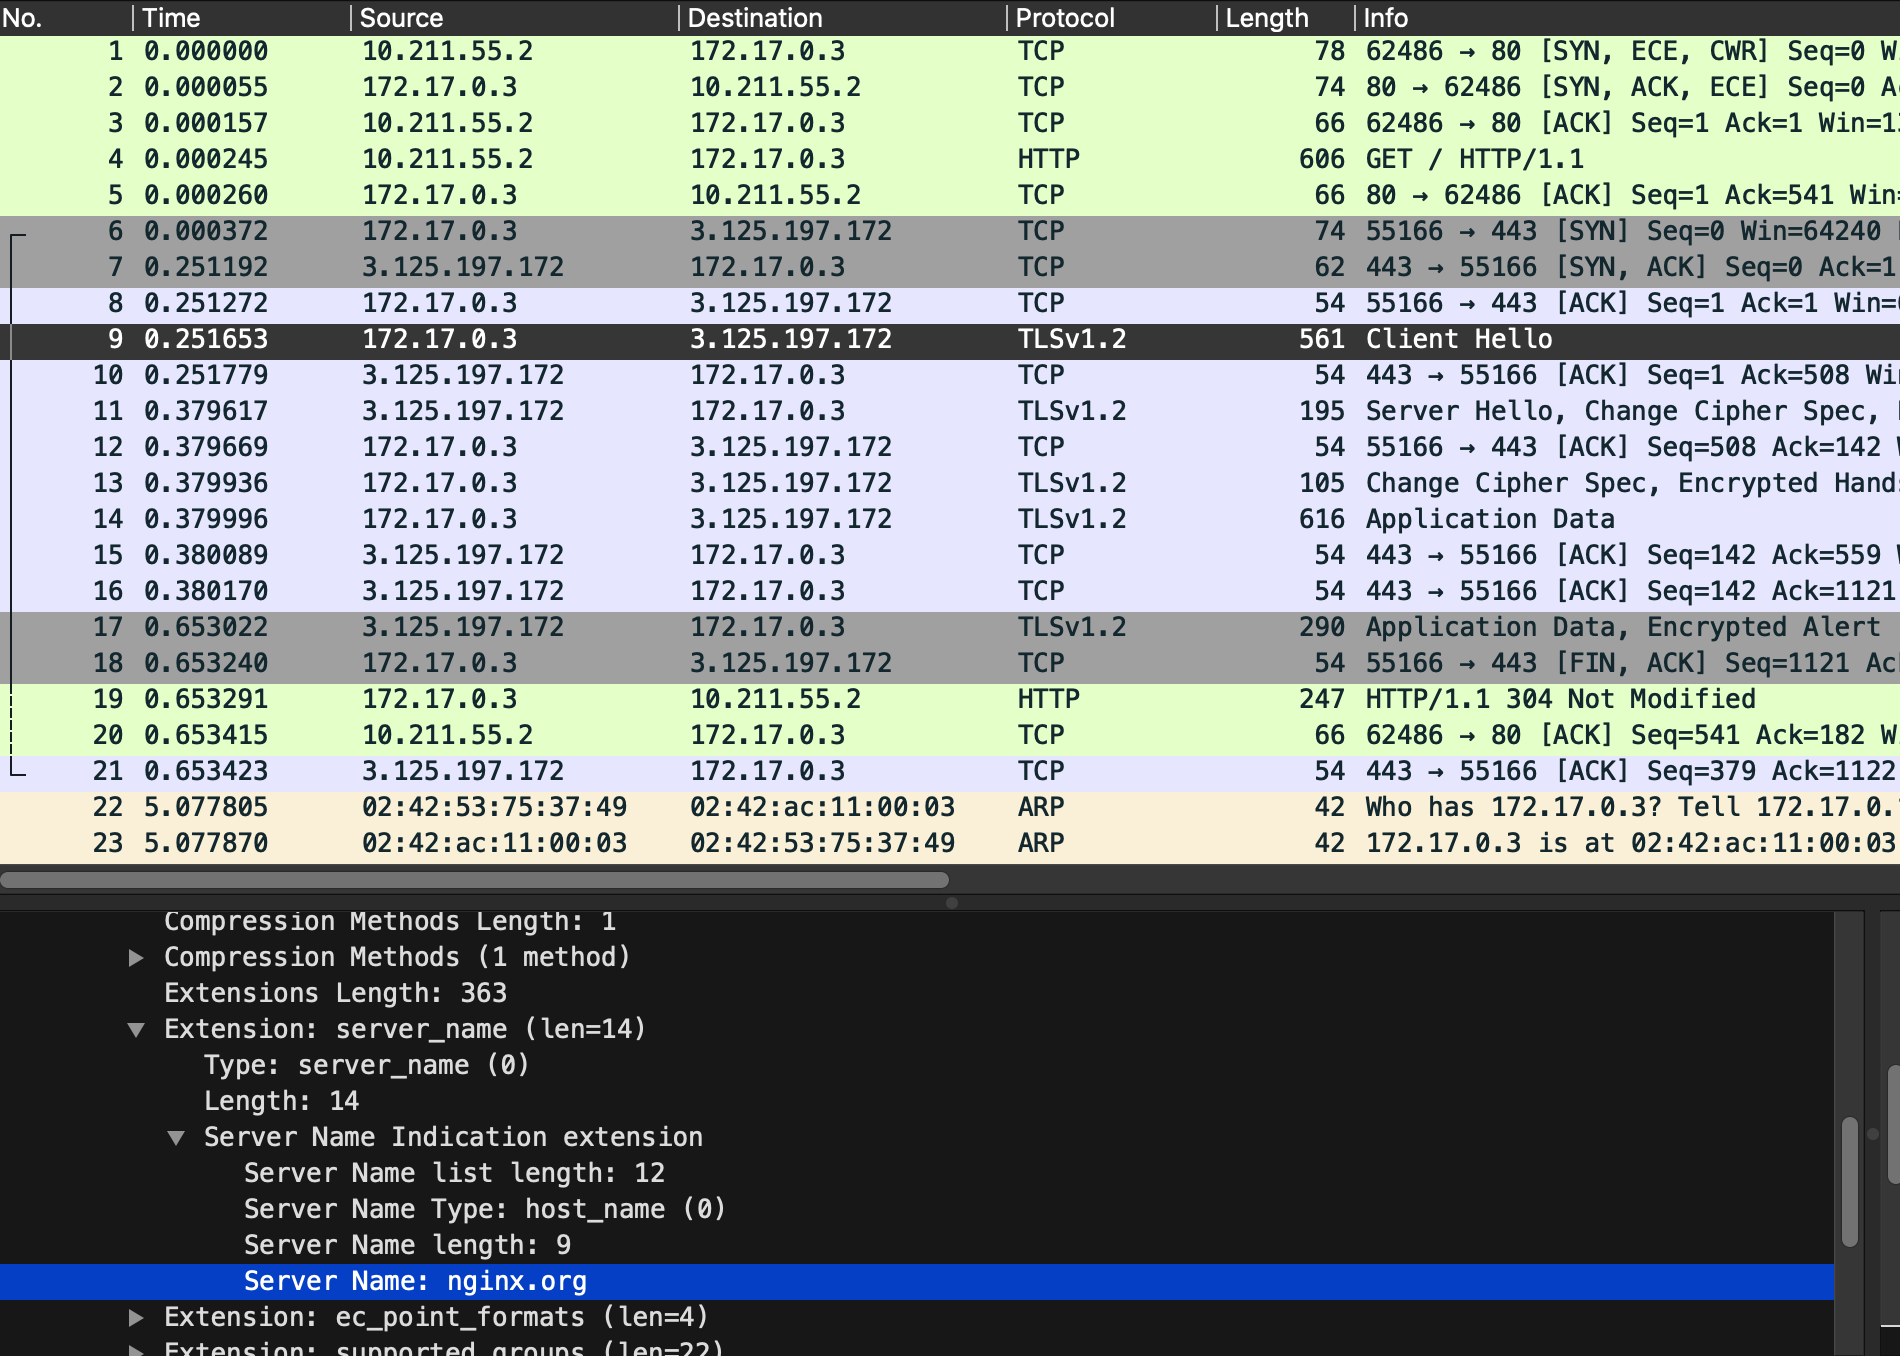 No. Time Source Destination Protocol Length Info
1 0.000000 10.211.55.2 172.17.0.3 TCP 78 62486 → 80 [SYN, ECE, CWR] Seq=0
2 0.000055 172.17.0.3 10.211.55.2 TCP 74 80 → 62486 [SYN, ACK, ECE] Seq=0
3 0.000157 10.211.55.2 172.17.0.3 TCP 66 62486 → 80 [ACK] Seq=1 Ack=1
4 0.000245 10.211.55.2 172.17.0.3 HTTP 606 GET / HTTP/1.1
5 0.000260 172.17.0.3 10.211.55.2 TCP 66 80 → 62486 [ACK] Seq=1 Ack=541 Win=
6 0.000372 172.17.0.3 3.125.197.172 TCP 74 55166 → 443 [SYN] Seq=0 Win=64240
7 0.251192 3.125.197.172 172.17.0.3 TCP 62 443 → 55166 [SYN, ACK] Seq=0 Ack=1
8 0.251272 172.17.0.3 3.125.197.172 TCP 54 55166 → 443 [ACK] Seq=1 Ack=1 Win=
9 0.251653 172.17.0.3 3.125.197.172 TLSv1.2 561 Client Hello
10 0.251779 3.125.197.172 172.17.0.3 TCP 54 443 → 55166 [ACK] Seq=1 Ack=508 Wi
11 0.379617 3.125.197.172 172.17.0.3 TLSv1.2 195 Server Hello, Change Cipher Spec,
12 0.379669 172.17.0.3 3.125.197.172 TCP 54 55166 → 443 [ACK] Seq=508 Ack=142
13 0.379936 172.17.0.3 3.125.197.172 TLSv1.2 105 Change Cipher Spec, Encrypted Hand
14 0.379996 172.17.0.3 3.125.197.172 TLSv1.2 616 Application Data
15 0.380089 3.125.197.172 172.17.0.3 TCP 54 443 → 55166 [ACK] Seq=142 Ack=559
16 0.380170 3.125.197.172 172.17.0.3 TCP 54 443 → 55166 [ACK] Seq=142 Ack=1121
17 0.653022 3.125.197.172 172.17.0.3 TLSv1.2 290 Application Data, Encrypted Alert
18 0.653240 172.17.0.3 3.125.197.172 TCP 54 55166 → 443 [FIN, ACK] Seq=1121 Ac
19 0.653291 172.17.0.3 10.211.55.2 HTTP 247 HTTP/1.1 304 Not Modified
20 0.653415 10.211.55.2 172.17.0.3 TCP 66 62486 → 80 [ACK] Seq=541 Ack=182
21 0.653423 3.125.197.172 172.17.0.3 TCP 54 443 → 55166 [ACK] Seq=379 Ack=1122
22 5.077805 02:42:53:75:37:49 02:42:ac:11:00:03 ARP 42 Who has 172.17.0.3? Tell 172.17.0.
23 5.077870 02:42:ac:11:00:03 02:42:53:75:37:49 ARP 42 172.17.0.3 is at 02:42:ac:11:00:03
Compression Methods Length: 1
Compression Methods (1 method)
Extensions Length: 363
Extension: server_name (len=14)
Type: server_name (0)
Length: 14
Server Name Indication extension
Server Name list length: 12
Server Name Type: host_name (0)
Server Name length: 9
Server Name: nginx.org
Extension: ec_point_formats (len=4)
Extension: supported_groups (len=22)